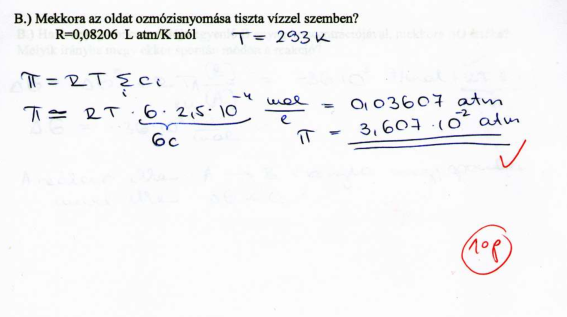 B.) Mekkora az oldat ozmózisnyomása tiszta vízzel szemben?
R=0,08206 L atm/K mól T = 293 K
π = RT Σ ci
i
π ≃ RT · 6 · 2,5 · 10^-4 mol/l = 0,03607 atm
6c
π = 3,607 · 10^-2 atm
10p